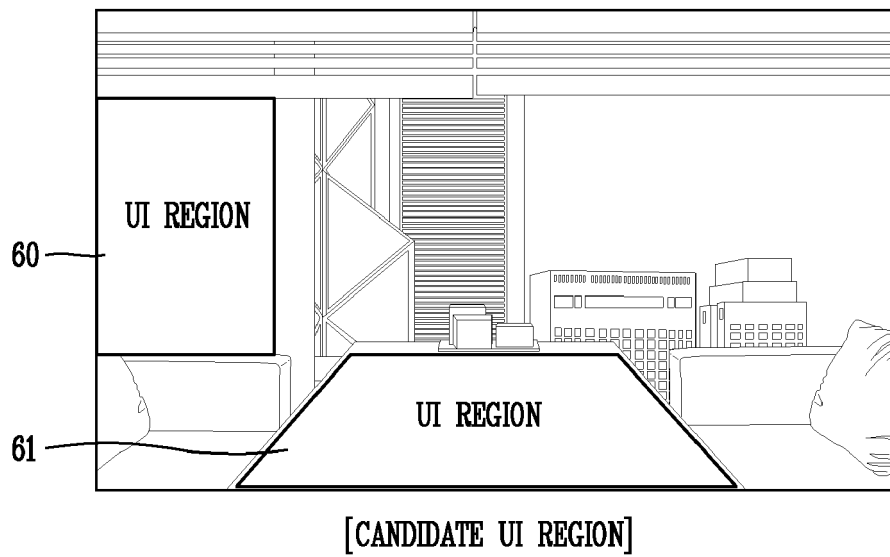 UI REGION
60
UI REGION
61
[CANDIDATE UI REGION]